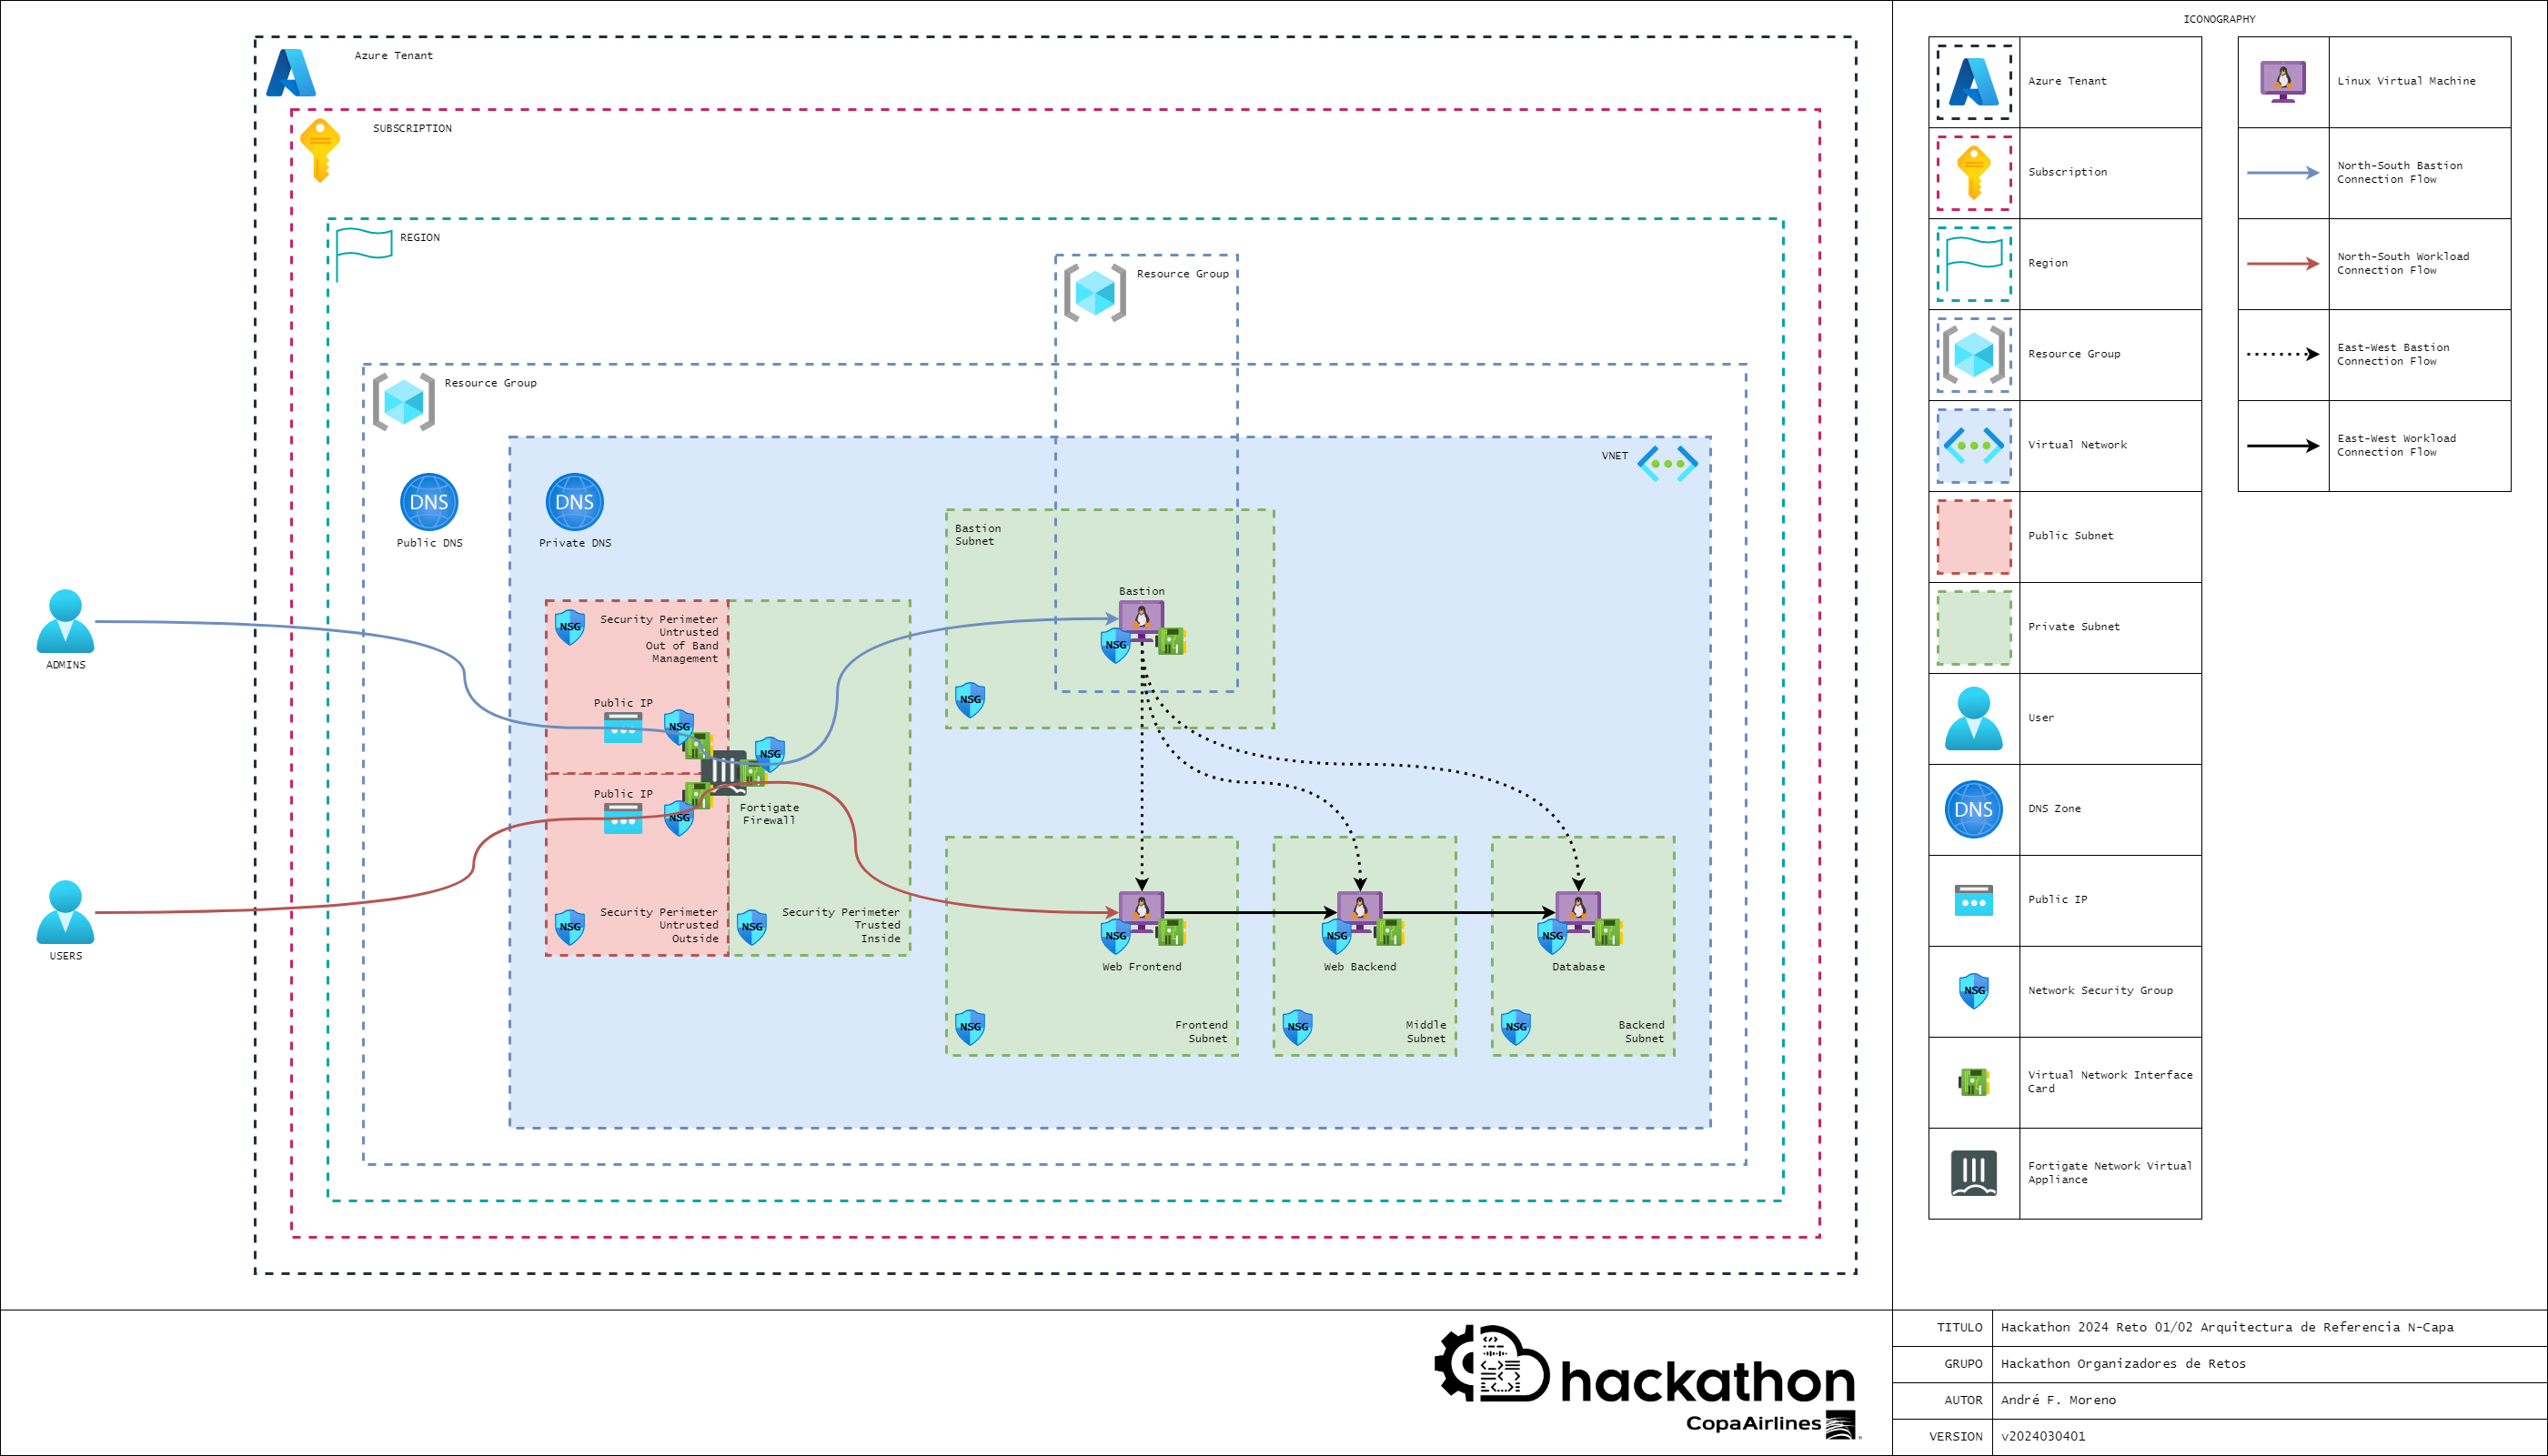 Azure Tenant
SUBSCRIPTION
REGION
Resource Group
Resource Group
VNET
DNS
Public DNS
DNS
Private DNS
Bastion
Subnet
Bastion
NSG
NSG
ADMINS
NSG
Security Perimeter
Untrusted
Out of Band
Management
Public IP
NSG
NSG
Public IP
NSG
Fortigate
Firewall
NSG
Security Perimeter
Untrusted
Outside
NSG
Security Perimeter
Trusted
Inside
USERS
NSG
Web Frontend
NSG
Web Backend
NSG
Database
NSG
Frontend
Subnet
NSG
Middle
Subnet
NSG
Backend
Subnet
ICONOGRAPHY
Azure Tenant
Subscription
Region
Resource Group
Virtual Network
Public Subnet
Private Subnet
User
DNS
DNS Zone
Public IP
NSG
Network Security Group
Virtual Network Interface
Card
Fortigate Network Virtual
Appliance
Linux Virtual Machine
North-South Bastion
Connection Flow
North-South Workload
Connection Flow
East-West Bastion
Connection Flow
East-West Workload
Connection Flow
hackathon
CopaAirlines
TITULO
Hackathon 2024 Reto 01/02 Arquitectura de Referencia N-Capa
GRUPO
Hackathon Organizadores de Retos
AUTOR
André F. Moreno
VERSION
v2024030401